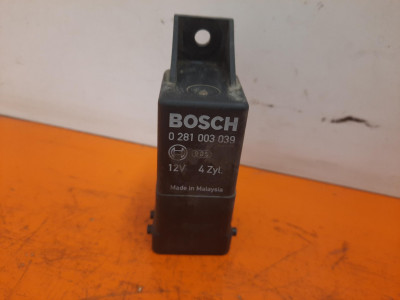 BOSCH
0 281 003 039
12V 4 Zyl.
Made in Malaysia